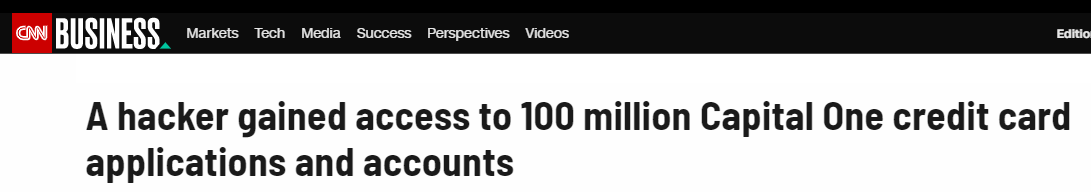 CNN BUSINESS Markets Tech Media Success Perspectives Videos
A hacker gained access to 100 million Capital One credit card
applications and accounts